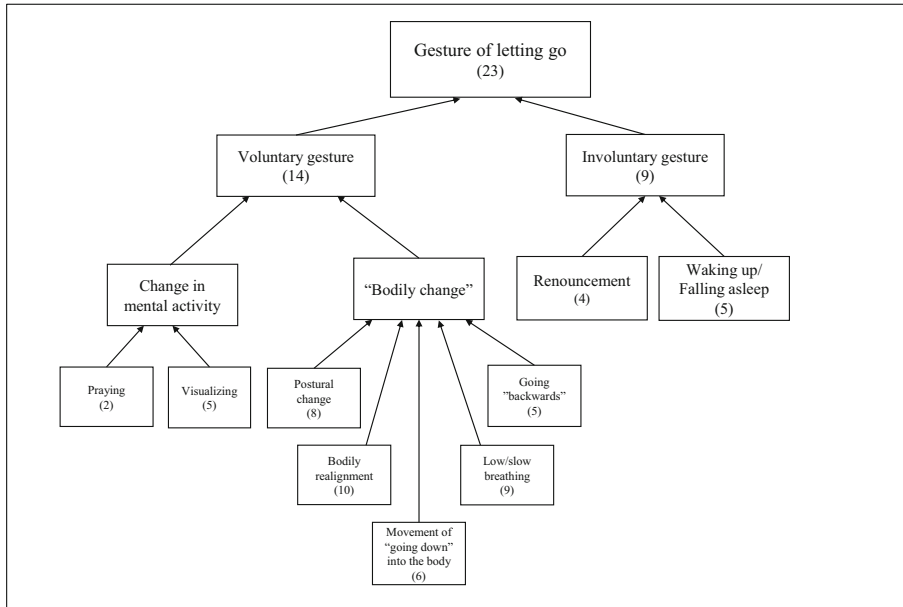 Gesture of letting go
(23)
Voluntary gesture
(14)
Involuntary gesture
(9)
Change in
mental activity
“Bodily change”
Renouncement
(4)
Waking up/
Falling asleep
(5)
Praying
(2)
Visualizing
(5)
Postural
change
(8)
Going
”backwards”
(5)
Bodily
realignment
(10)
Low/slow
breathing
(9)
Movement of
“going down”
into the body
(6)